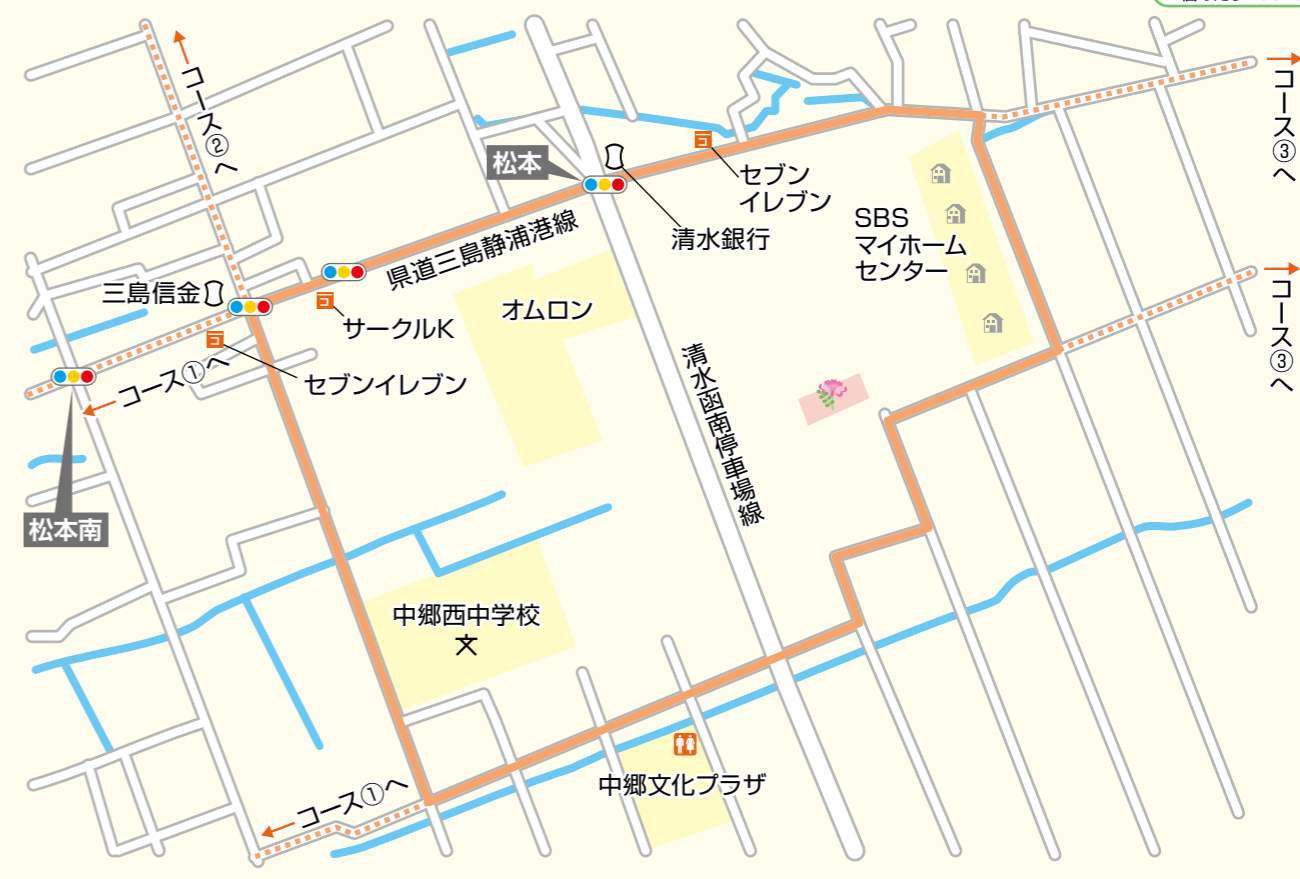 コース②へ
コース③へ
松本
セブン
イレブン
清水銀行
SBS
マイホーム
センター
県道三島静浦港線
三島信金
サークルK
オムロン
コース③へ
コース①へ
セブンイレブン
清水函南停車場線
松本南
中郷西中学校
文
中郷文化プラザ
コース①へ